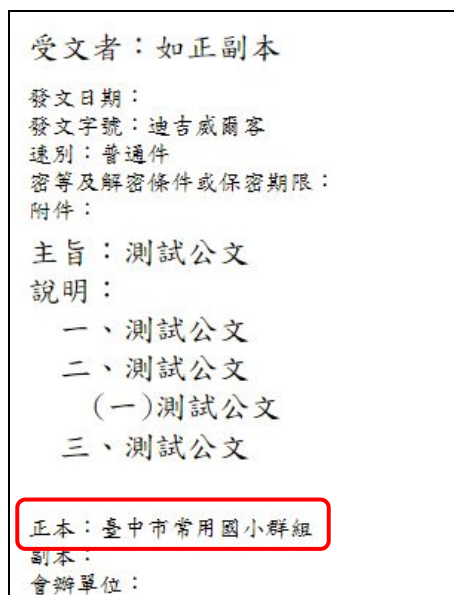 受文者：如正副本
發文日期：
發文字號：迪吉威爾客
速別：普通件
密等及解密條件或保密期限：
附件：
主旨：測試公文
說明：
一、測試公文
二、測試公文
(一)測試公文
三、測試公文
正本：臺中市常用國小群組
副本：
會辦單位：